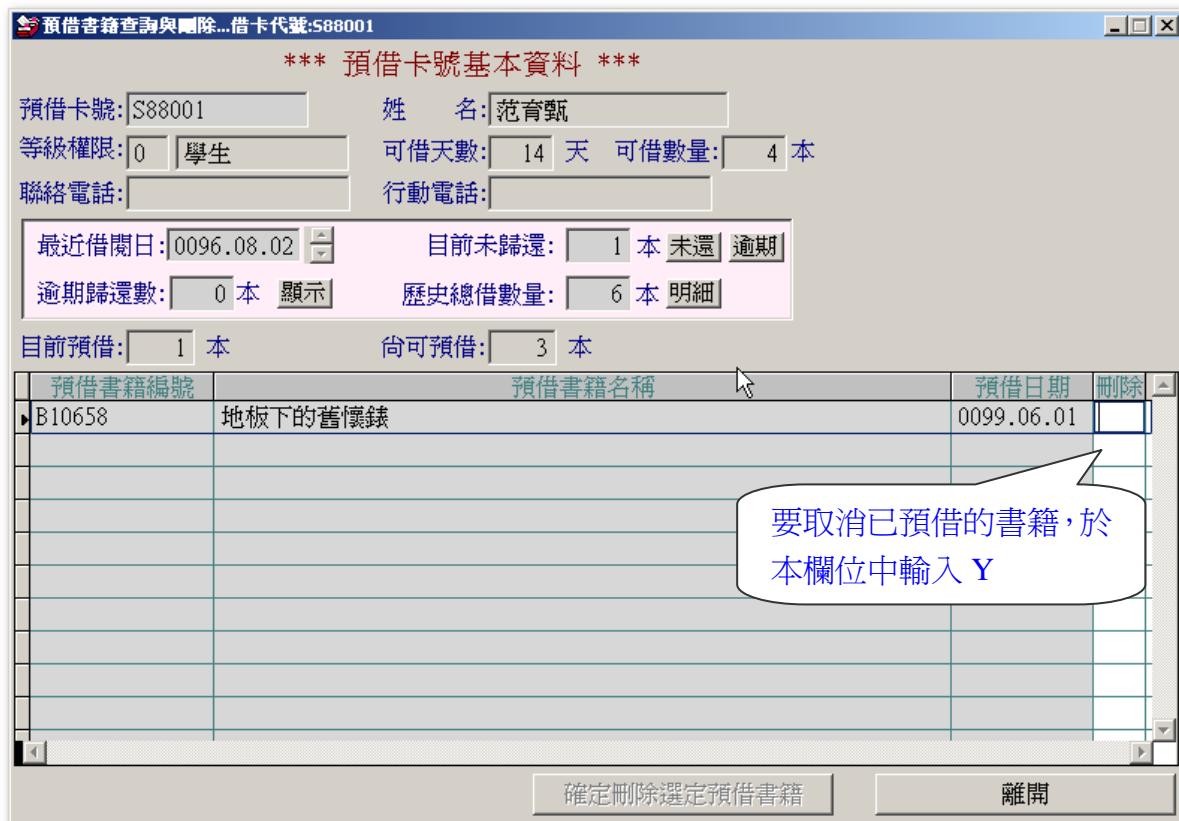 預借書籍查詢與刪除...借卡代號:S88001
*** 預借卡號基本資料 ***
預借卡號: S88001 姓 名: 范育甄
等級權限: 0 學生 可借天數: 14 天 可借數量: 4 本
聯絡電話: 行動電話:
最近借閱日: 0096.08.02 目前未歸還: 1 本 未還 逾期
逾期歸還數: 0 本 顯示 歷史總借數量: 6 本 明細
目前預借: 1 本 尚可預借: 3 本
預借書籍編號 預借書籍名稱 預借日期 刪除
B10658 地板下的舊懷錶 0099.06.01
要取消已預借的書籍，於
本欄位中輸入 Y
確定刪除選定預借書籍 離開